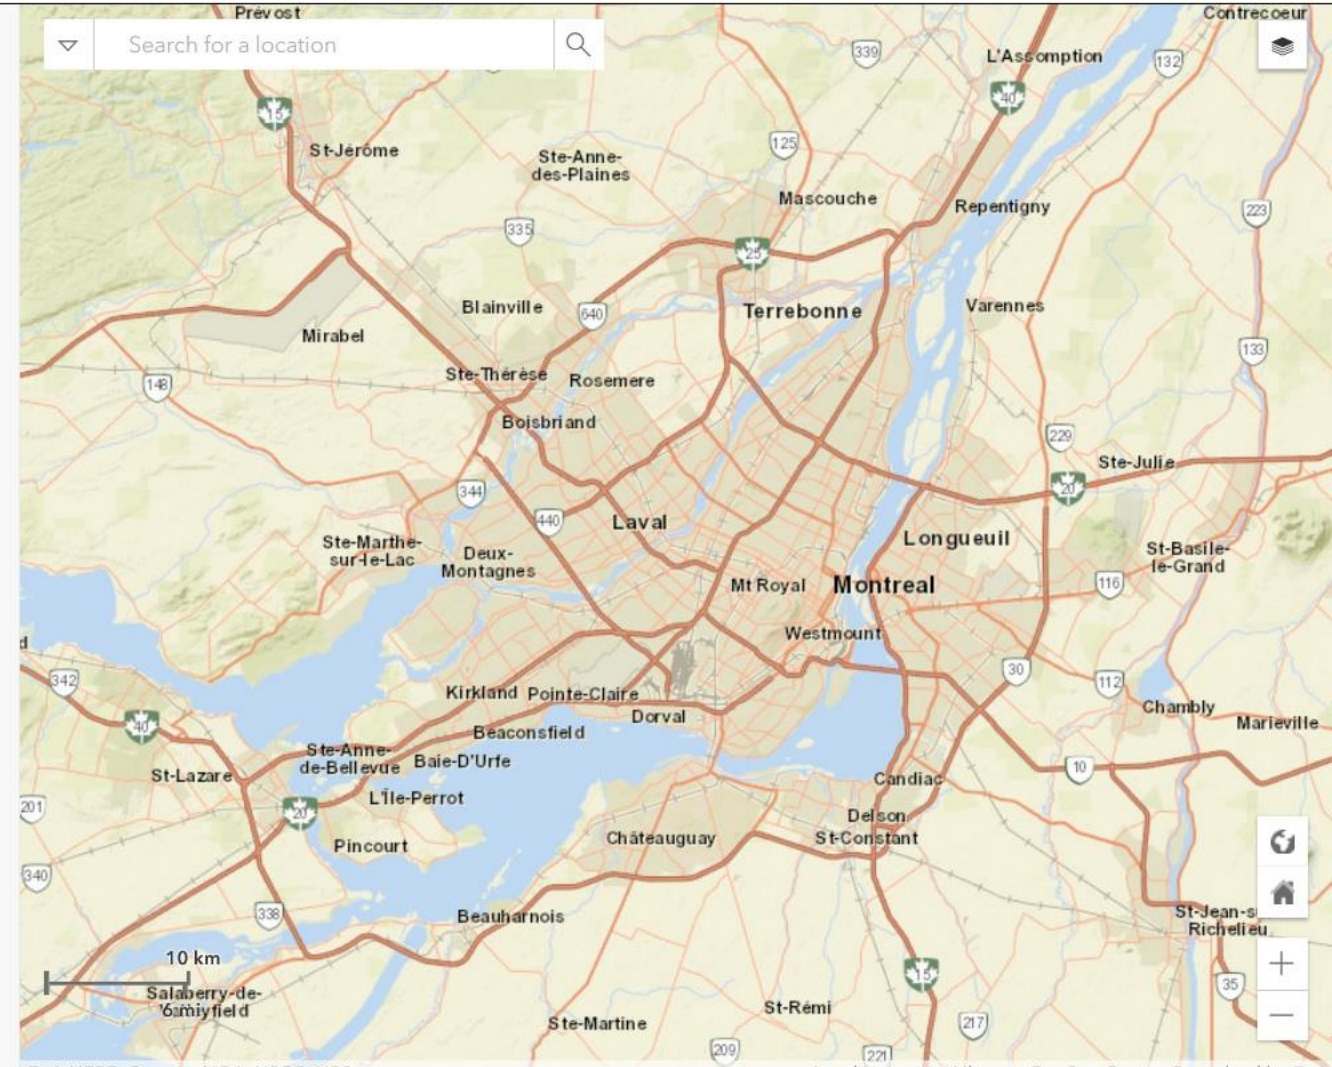 Prévost
Contrecoeur
Search for a location
339
L'Assomption
132
40
15
125
St-Jérôme
Ste-Anne-
des-Plaines
Mascouche
Repentigny
223
335
25
Blainville
640
Terrebonne
Varennes
Mirabel
133
Ste-Thérèse
Rosemere
148
Boisbriand
229
Ste-Julie
20
344
440
Laval
Longueuil
Ste-Marthe-
sur-le-Lac
Deux-
Montagnes
St-Basile-
le-Grand
Mt Royal
Montreal
116
Westmount
d
342
30
112
Kirkland
Pointe-Claire
Dorval
Chambly
40
Beaconsfield
Marieville
Ste-Anne-
de-Bellevue
Baie-D'Urfe
St-Lazare
10
Candiac
L'Île-Perrot
201
20
Delson
St-Constant
Pincourt
Châteauguay
340
338
Beauharnois
St-Jean-s
Richelieu
10 km
15
35
Salaberry-de-
St-Rémi
Ste-Martine
217
209
221